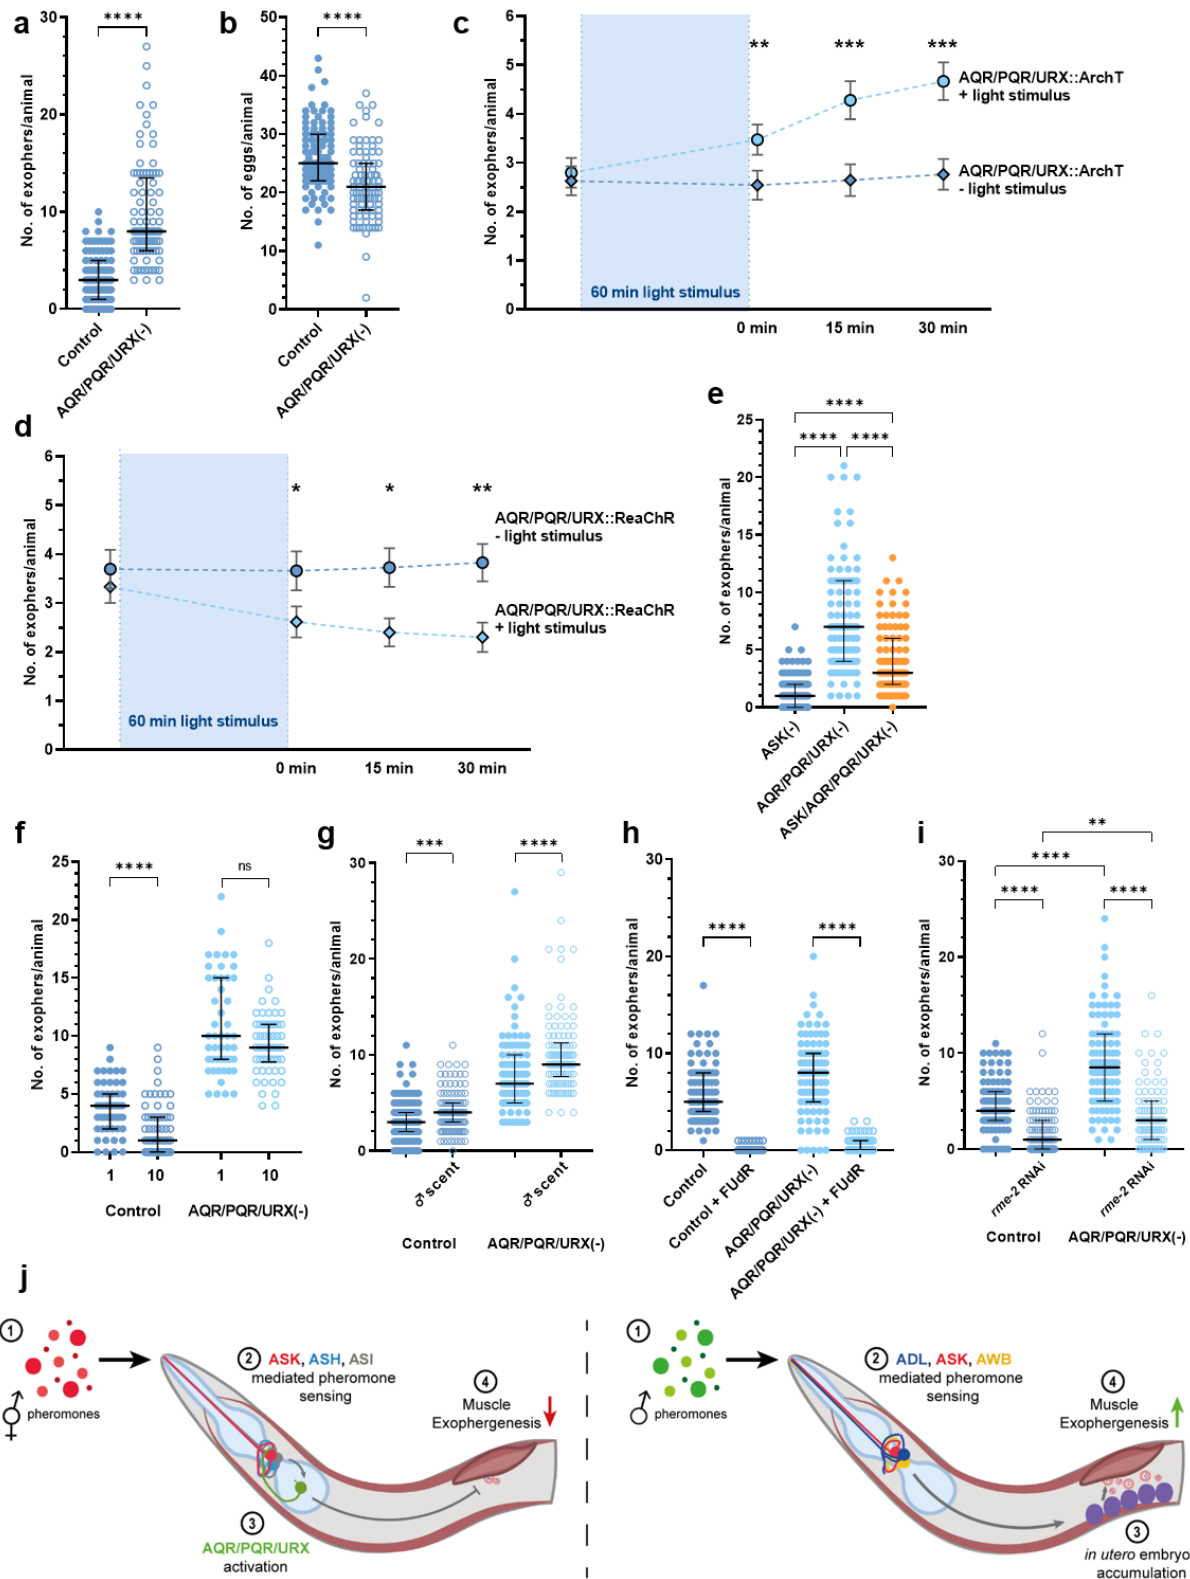 a
No. of exophers/animal
30
20
10
0
****
Control
AQR/PQR/URX(-)
b
No. of eggs/animal
50
40
30
20
10
0
****
Control
AQR/PQR/URX(-)
c
No. of exophers/animal
6
5
4
3
2
1
0
**
***
***
AQR/PQR/URX::ArchT
+ light stimulus
AQR/PQR/URX::ArchT
- light stimulus
60 min light stimulus
0 min
15 min
30 min
d
No. of exophers/animal
6
5
4
3
2
1
0
*
*
**
AQR/PQR/URX::ReaChR
- light stimulus
AQR/PQR/URX::ReaChR
+ light stimulus
60 min light stimulus
0 min
15 min
30 min
e
No. of exophers/animal
25
20
15
10
5
0
****
****
****
ASK(-)
AQR/PQR/URX(-)
ASK/AQR/PQR/URX(-)
f
No. of exophers/animal
25
20
15
10
5
0
****
ns
1
10
1
10
Control
AQR/PQR/URX(-)
g
No. of exophers/animal
30
20
10
0
***
****
♂ scent
♂ scent
Control
AQR/PQR/URX(-)
h
No. of exophers/animal
30
20
10
0
****
****
Control
Control + FUdR
AQR/PQR/URX(-)
AQR/PQR/URX(-) + FUdR
i
No. of exophers/animal
30
20
10
0
**
****
****
****
rme-2 RNAi
rme-2 RNAi
Control
AQR/PQR/URX(-)
j
1
⚥ pheromones
2 ASK, ASH, ASI
mediated pheromone
sensing
3
AQR/PQR/URX
activation
4
Muscle
Exophergenesis
1
♂ pheromones
2 ADL, ASK, AWB
mediated pheromone
sensing
4
Muscle
Exophergenesis
3
in utero embryo
accumulation